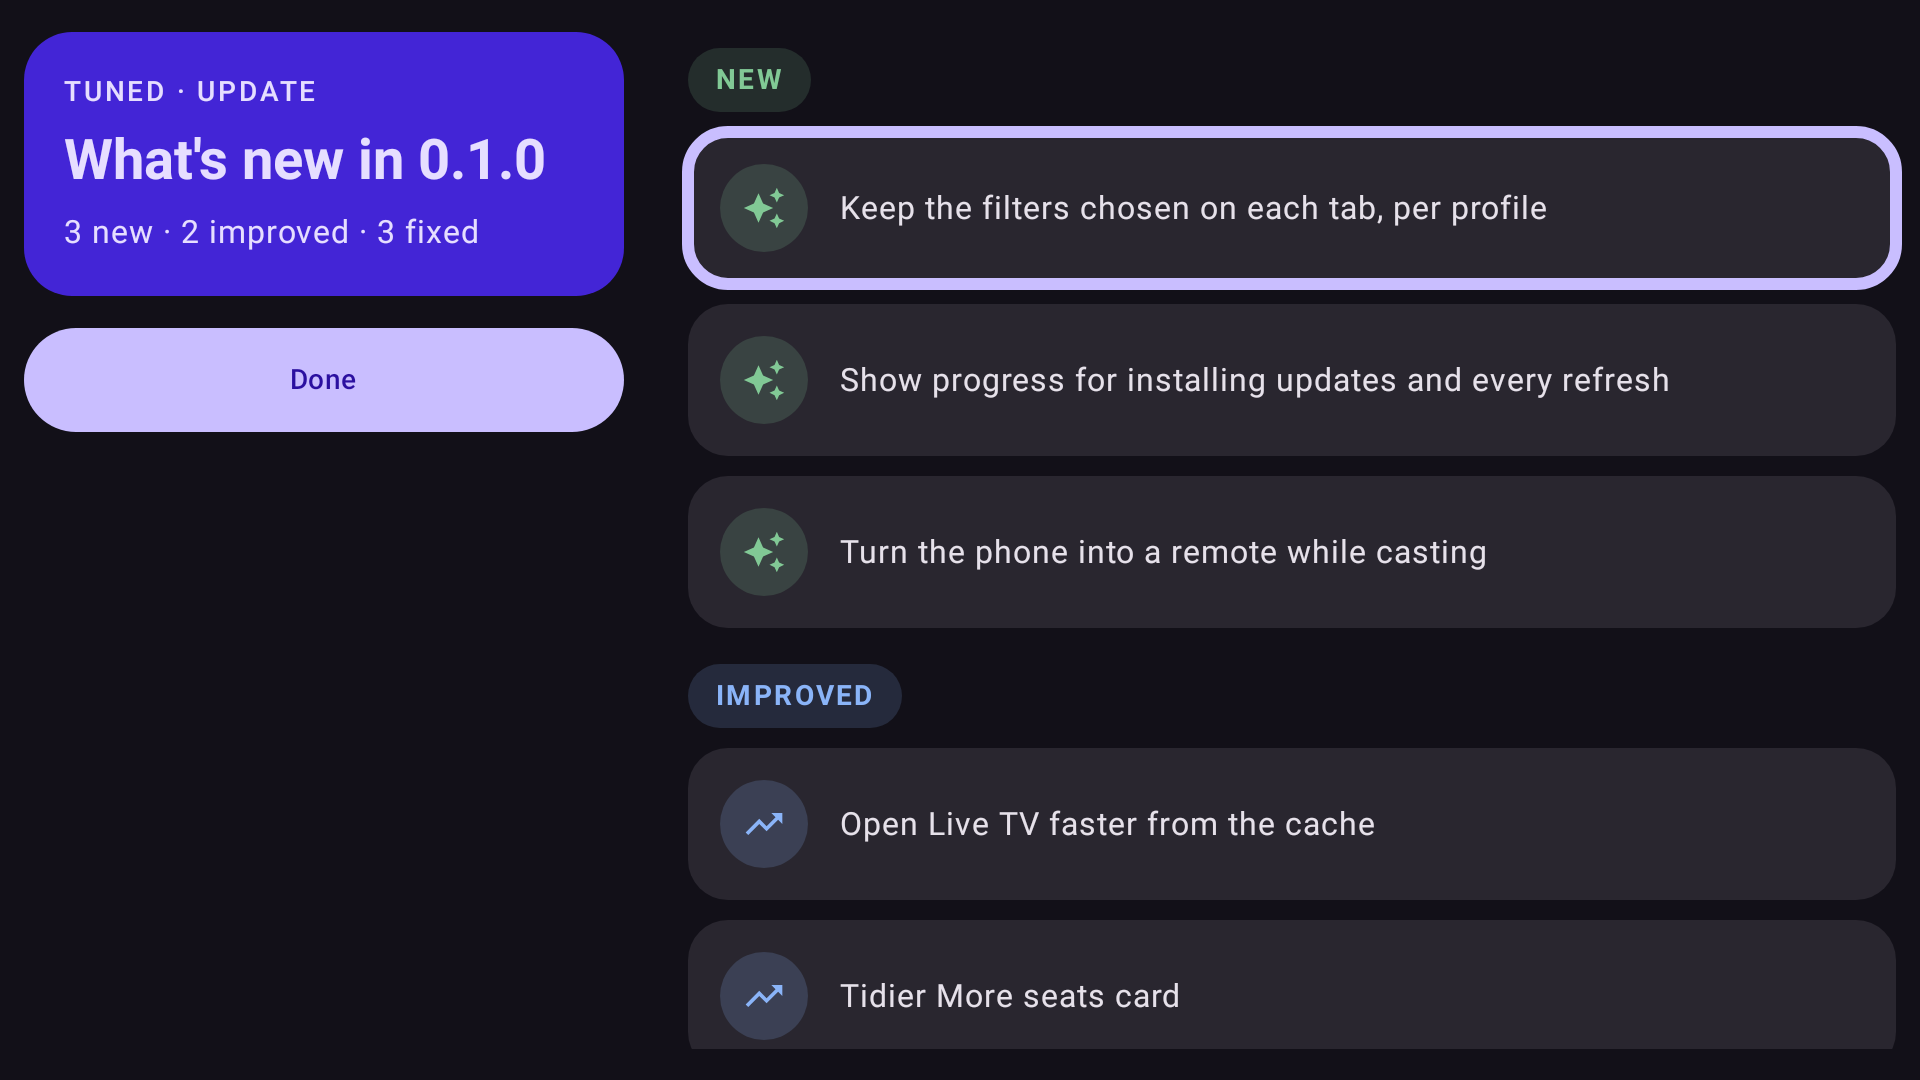 TUNED · UPDATE
What's new in 0.1.0
3 new · 2 improved · 3 fixed
Done
NEW
Keep the filters chosen on each tab, per profile
Show progress for installing updates and every refresh
Turn the phone into a remote while casting
IMPROVED
Open Live TV faster from the cache
Tidier More seats card